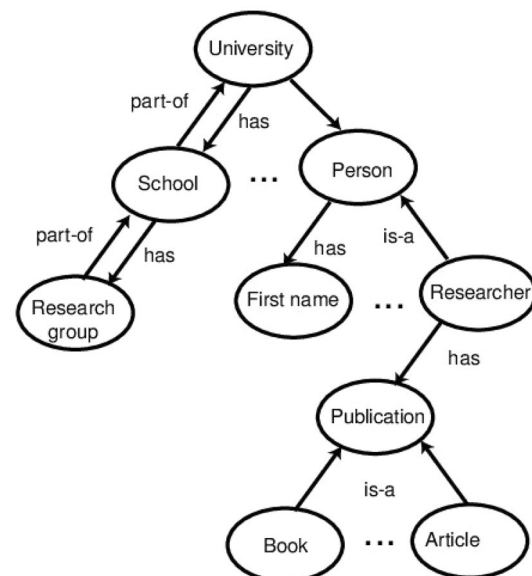 University
part-of
has
School
...
Person
part-of
has
has
is-a
Research
group
First name
...
Researcher
has
Publication
is-a
Book
...
Article